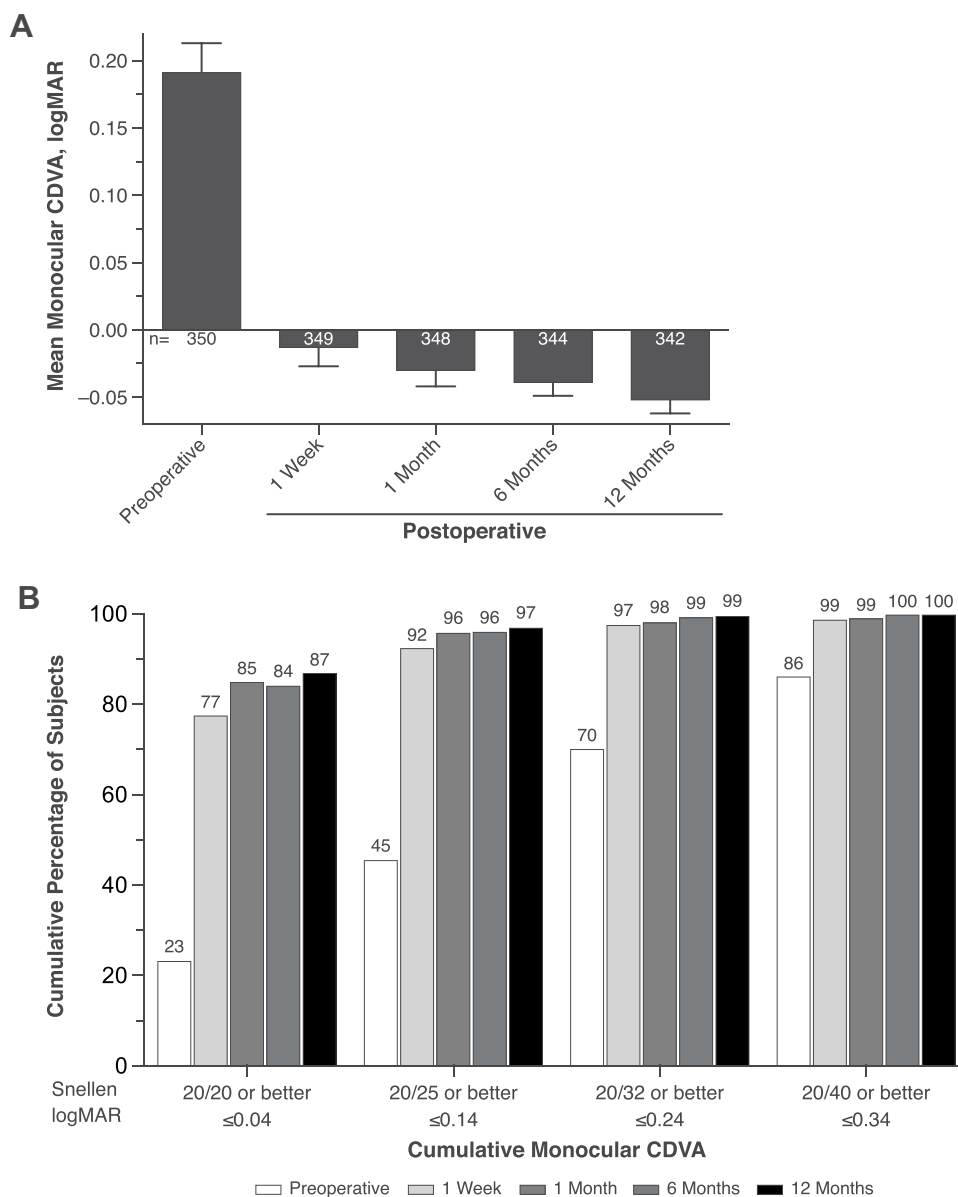 A
Mean Monocular CDVA, logMAR
0.20
0.15
0.10
0.05
0.00
–0.05
n= 350 349 348 344 342
Preoperative 1 Week 1 Month 6 Months 12 Months
Postoperative
B
Cumulative Percentage of Subjects
100
80
60
40
20
0
23 77 85 84 87
45 92 96 96 97
70 97 98 99 99
86 99 99 100 100
Snellen 20/20 or better 20/25 or better 20/32 or better 20/40 or better
logMAR ≤0.04 ≤0.14 ≤0.24 ≤0.34
Cumulative Monocular CDVA
Preoperative 1 Week 1 Month 6 Months 12 Months